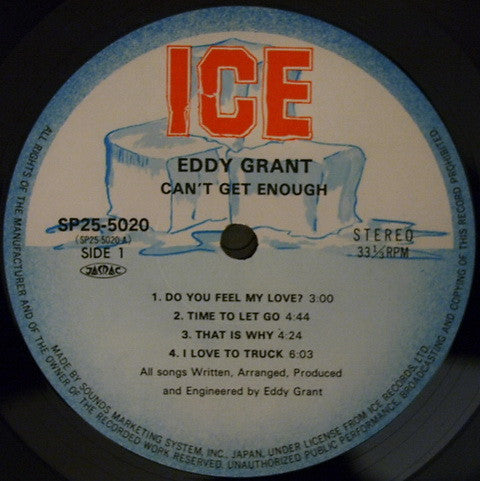 ICE
EDDY GRANT
CAN'T GET ENOUGH
SP25-5020
(SP25-5020 A)
SIDE 1
JASRAC
STEREO
33⅓RPM
1. DO YOU FEEL MY LOVE? 3:00
2. TIME TO LET GO 4:44
3. THAT IS WHY 4:24
4. I LOVE TO TRUCK 6:03
All songs Written, Arranged, Produced
and Engineered by Eddy Grant
ALL RIGHTS OF THE MANUFACTURER AND OF THE OWNER OF THE RECORDED WORK RESERVED. UNAUTHORIZED PUBLIC PERFORMANCE, BROADCASTING AND COPYING OF THIS RECORD PROHIBITED.
MADE BY SOUNDS MARKETING SYSTEM, INC., JAPAN, UNDER LICENSE FROM ICE RECORDS, LTD.